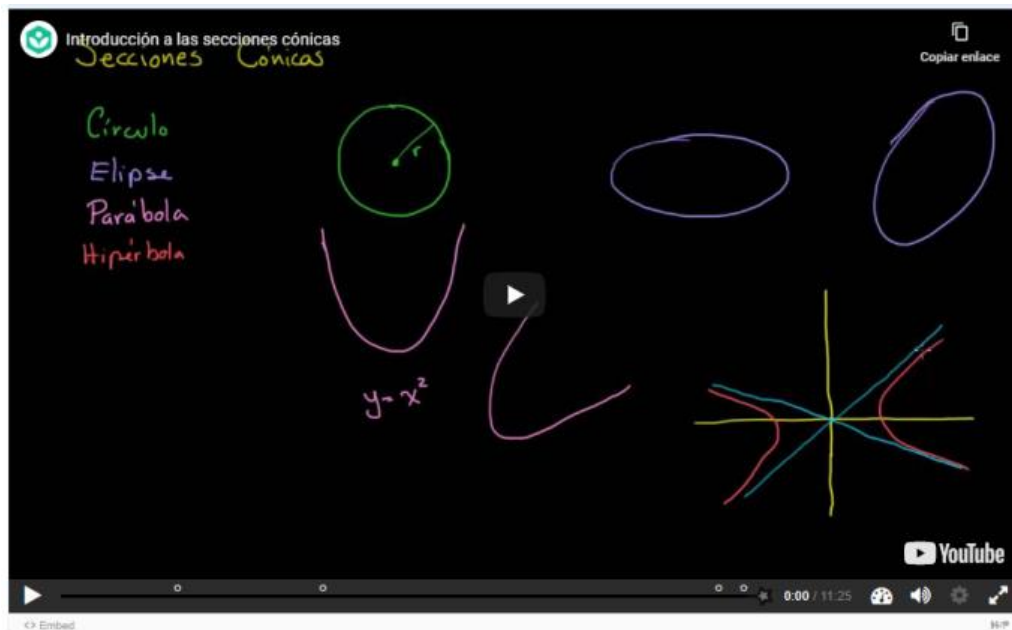 Introducción a las secciones cónicas
Copiar enlace
Secciones Cónicas
Círculo
Elipse
Parábola
Hipérbola
r
y=x²
YouTube
0:00 / 11:25
<> Embed
H5P